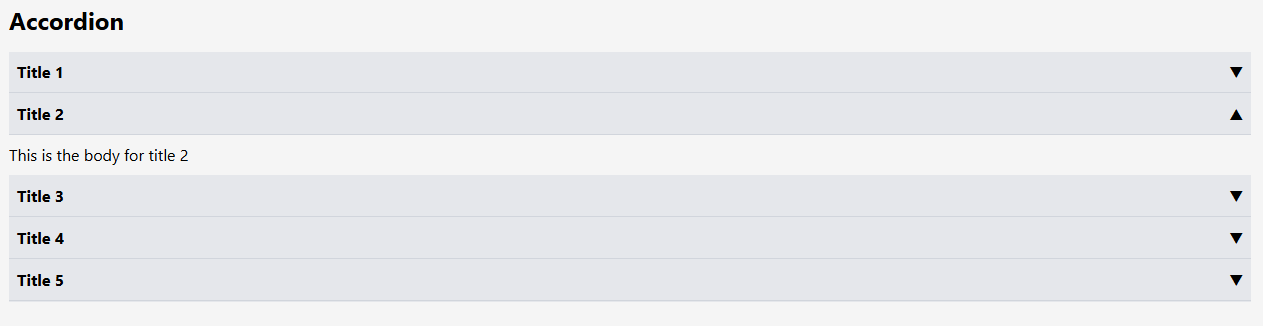 Accordion
Title 1 ▼
Title 2 ▲
This is the body for title 2
Title 3 ▼
Title 4 ▼
Title 5 ▼